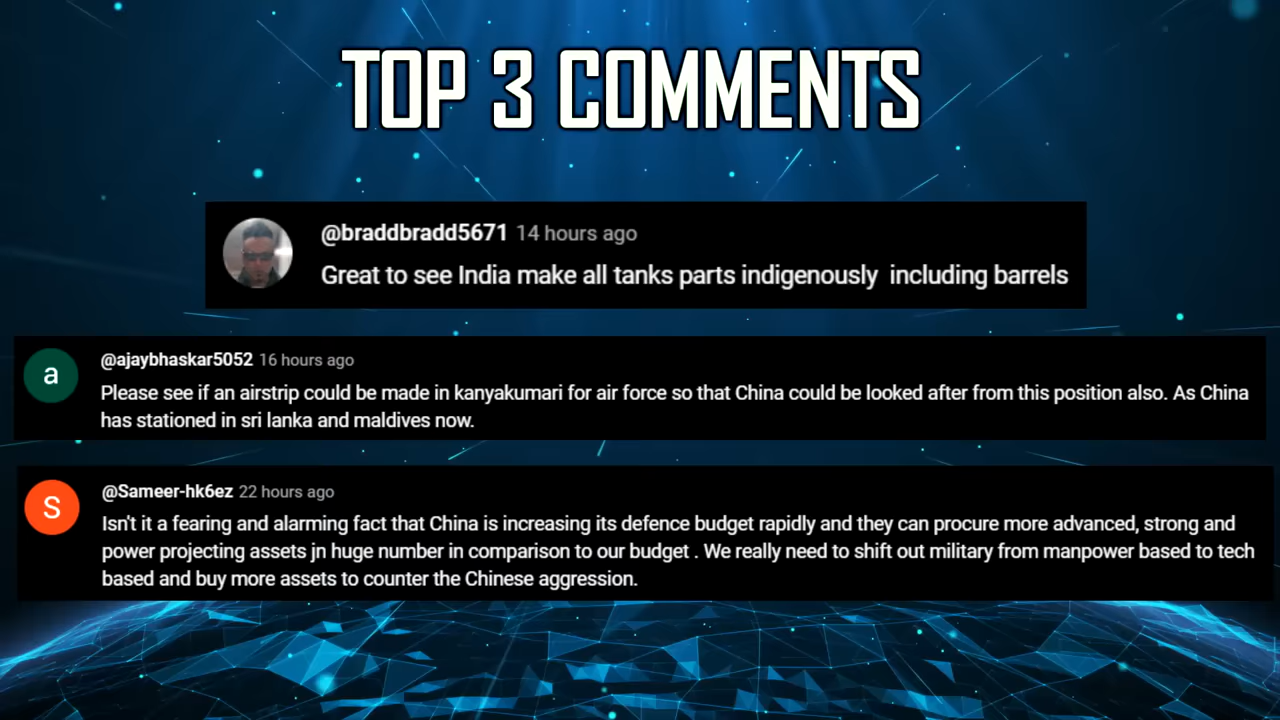 TOP 3 COMMENTS
@braddbradd5671 14 hours ago
Great to see India make all tanks parts indigenously  including barrels
a
@ajaybhaskar5052 16 hours ago
Please see if an airstrip could be made in kanyakumari for air force so that China could be looked after from this position also. As China
has stationed in sri lanka and maldives now.
S
@Sameer-hk6ez 22 hours ago
Isn't it a fearing and alarming fact that China is increasing its defence budget rapidly and they can procure more advanced, strong and
power projecting assets jn huge number in comparison to our budget . We really need to shift out military from manpower based to tech
based and buy more assets to counter the Chinese aggression.